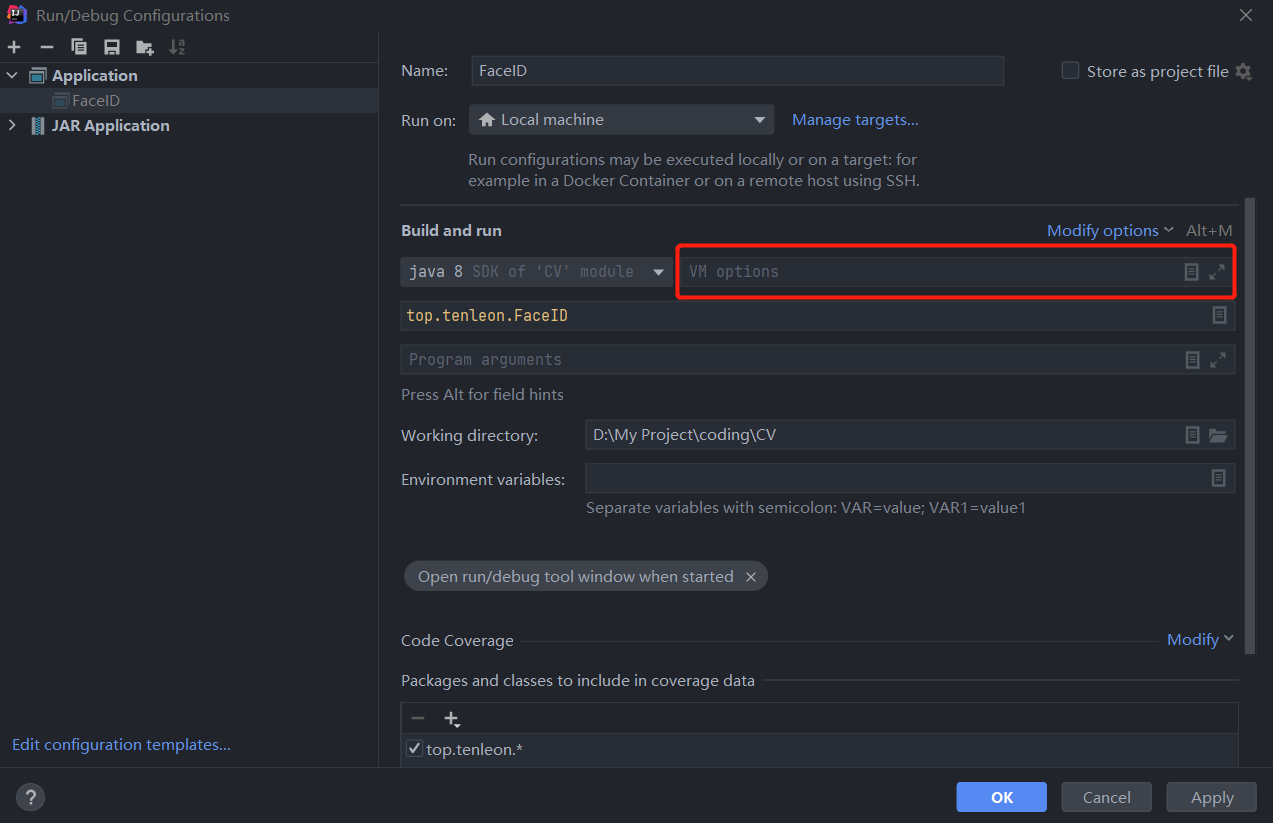 Run/Debug Configurations
Application
FaceID
JAR Application
Edit configuration templates...
Name: FaceID
Store as project file
Run on: Local machine
Manage targets...
Run configurations may be executed locally or on a target: for
example in a Docker Container or on a remote host using SSH.
Build and run
Modify options Alt+M
java 8 SDK of 'CV' module
VM options
top.tenleon.FaceID
Program arguments
Press Alt for field hints
Working directory: D:\My Project\coding\CV
Environment variables:
Separate variables with semicolon: VAR=value; VAR1=value1
Open run/debug tool window when started
Code Coverage
Modify
Packages and classes to include in coverage data
top.tenleon.*
?
OK
Cancel
Apply